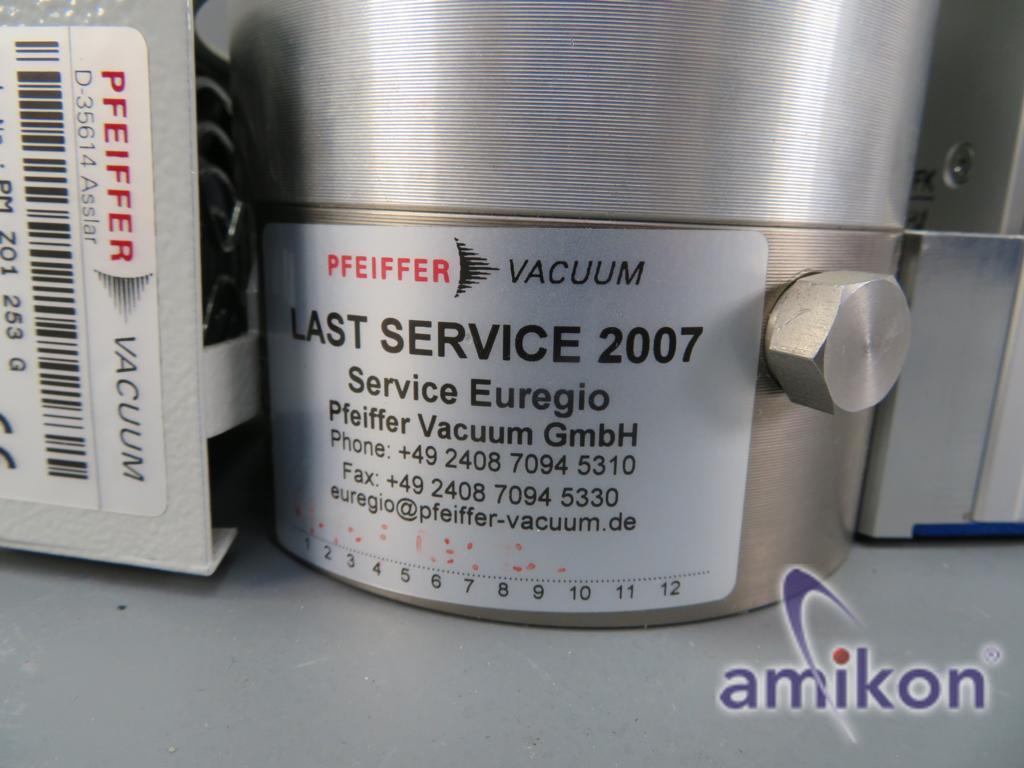 PFEIFFER VACUUM
D-35614 Asslar
PM Z01 253 G
CE
PFEIFFER VACUUM
LAST SERVICE 2007
Service Euregio
Pfeiffer Vacuum GmbH
Phone: +49 2408 7094 5310
Fax: +49 2408 7094 5330
euregio@pfeiffer-vacuum.de
1 2 3 4 5 6 7 8 9 10 11 12
amikon®